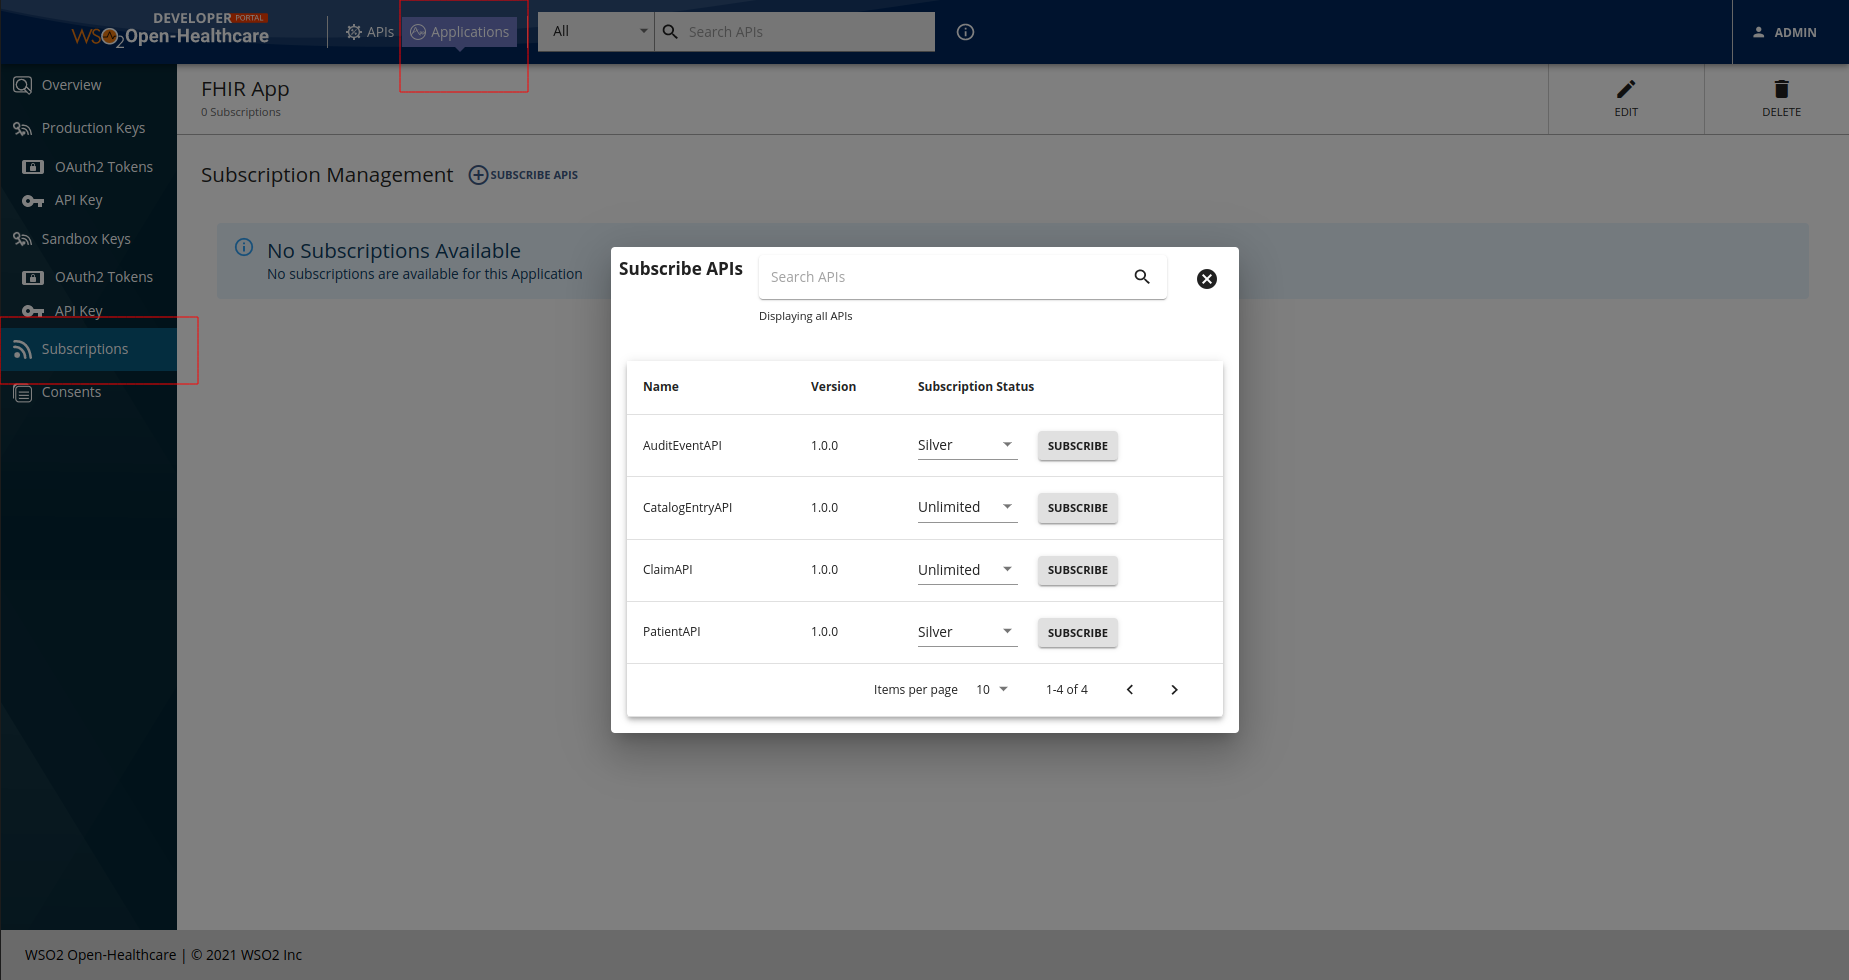 DEVELOPER PORTAL
WSO2 Open-Healthcare
APIs
Applications
All
Search APIs
ADMIN
Overview
Production Keys
OAuth2 Tokens
API Key
Sandbox Keys
OAuth2 Tokens
API Key
Subscriptions
Consents
FHIR App
0 Subscriptions
EDIT
DELETE
Subscription Management
SUBSCRIBE APIS
No Subscriptions Available
No subscriptions are available for this Application
Subscribe APIs
Search APIs
Displaying all APIs
Name Version Subscription Status
AuditEventAPI 1.0.0 Silver SUBSCRIBE
CatalogEntryAPI 1.0.0 Unlimited SUBSCRIBE
ClaimAPI 1.0.0 Unlimited SUBSCRIBE
PatientAPI 1.0.0 Silver SUBSCRIBE
Items per page 10 1-4 of 4
WSO2 Open-Healthcare | © 2021 WSO2 Inc